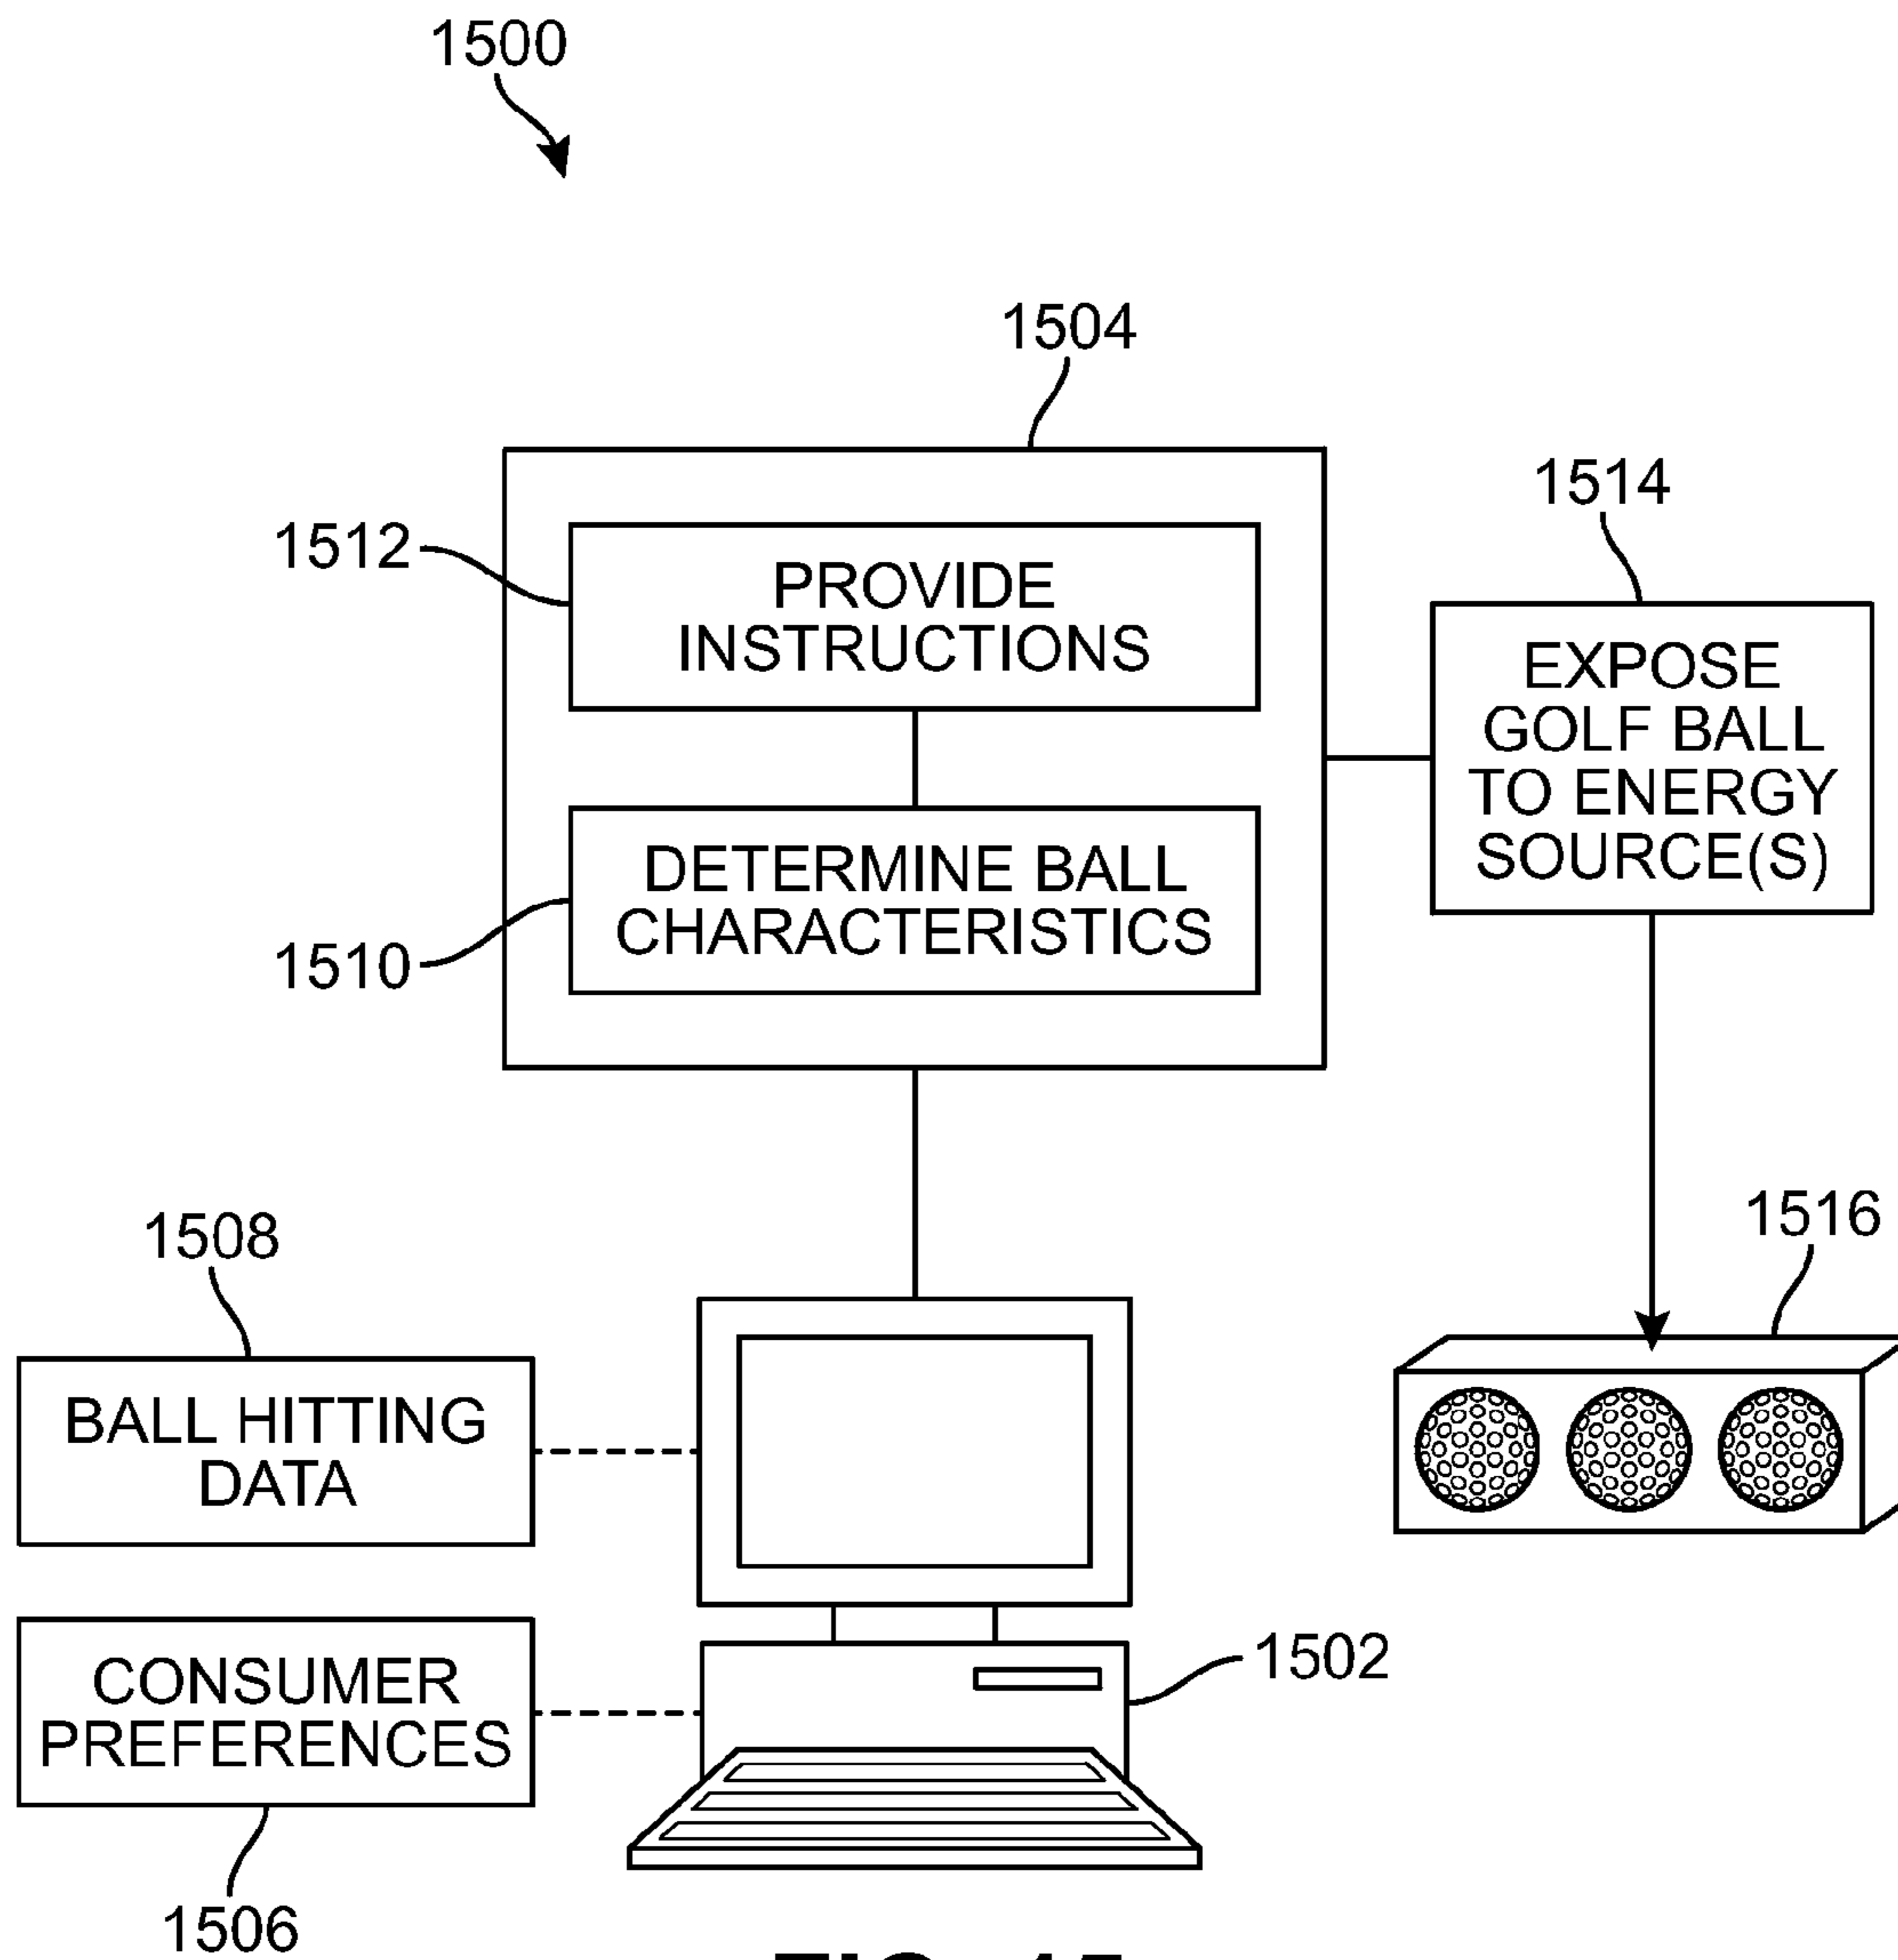 1500
1504
1514
1512
PROVIDE
INSTRUCTIONS
EXPOSE
GOLF BALL
TO ENERGY
SOURCE(S)
DETERMINE BALL
CHARACTERISTICS
1510
1508
1516
BALL HITTING
DATA
1502
CONSUMER
PREFERENCES
1506